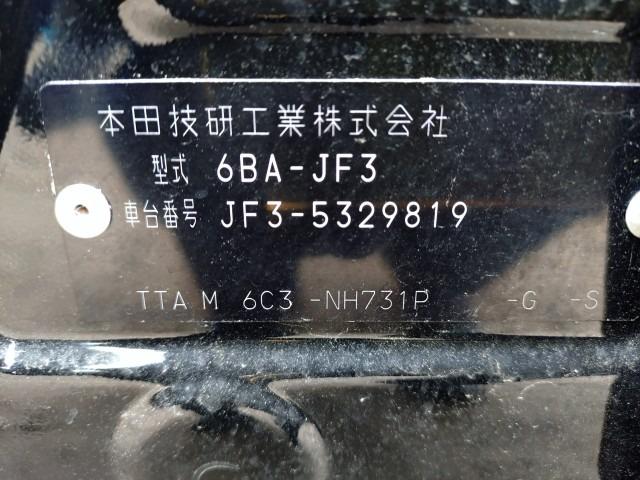 本田技研工業株式会社
型式 6BA-JF3
車台番号 JF3-5329819
TTA M 6C3 -NH731P -G -S